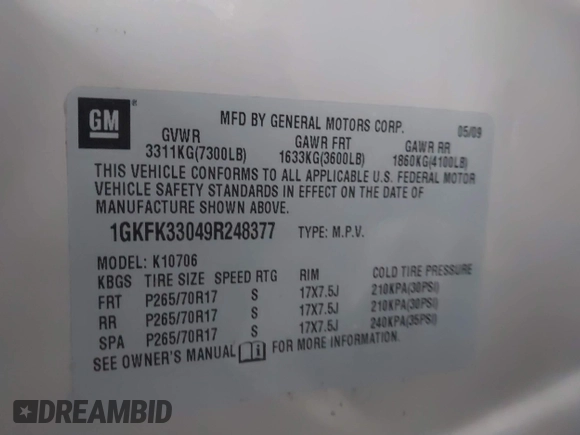 GM ®
MFD BY GENERAL MOTORS CORP. 05/09
GVWR GAWR FRT GAWR RR
3311KG(7300LB) 1633KG(3600LB) 1860KG(4100LB)
THIS VEHICLE CONFORMS TO ALL APPLICABLE U.S. FEDERAL MOTOR
VEHICLE SAFETY STANDARDS IN EFFECT ON THE DATE OF
MANUFACTURE SHOWN ABOVE.
1GKFK33049R248377 TYPE: M.P.V.
MODEL: K10706
KBGS TIRE SIZE SPEED RTG RIM COLD TIRE PRESSURE
FRT P265/70R17 S 17X7.5J 210KPA(30PSI)
RR P265/70R17 S 17X7.5J 210KPA(30PSI)
SPA P265/70R17 S 17X7.5J 240KPA(35PSI)
SEE OWNER'S MANUAL i FOR MORE INFORMATION.
DREAMBID